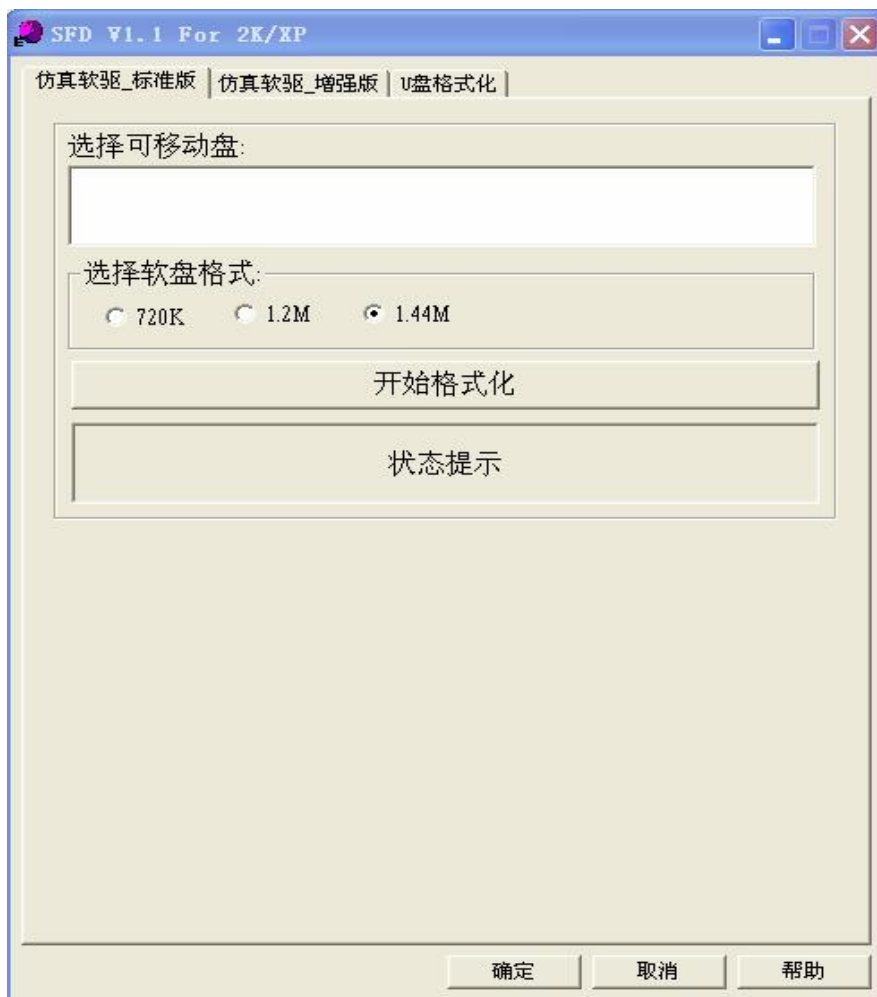 SFD V1.1 For 2K/XP
仿真软驱_标准版 仿真软驱_增强版 U盘格式化
选择可移动盘:
选择软盘格式:
720K 1.2M 1.44M
开始格式化
状态提示
确定 取消 帮助